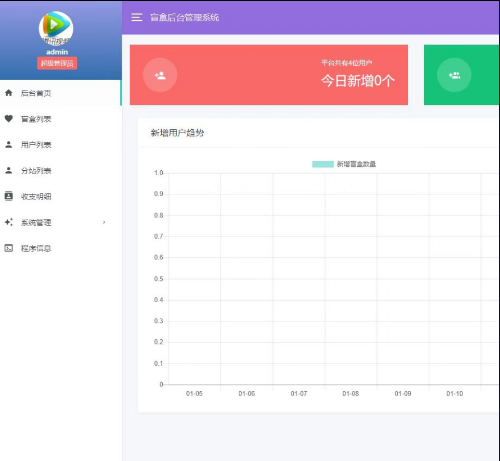 盲盒后台管理系统
腾讯视频
admin
超级管理员
后台首页
盲盒列表
用户列表
分站列表
收支明细
系统管理
程序信息
平台共有4位用户
今日新增0个
新增用户趋势
新增盲盒数量
1.0
0.9
0.8
0.7
0.6
0.5
0.4
0.3
0.2
0.1
0
01-05 01-06 01-07 01-08 01-09 01-10